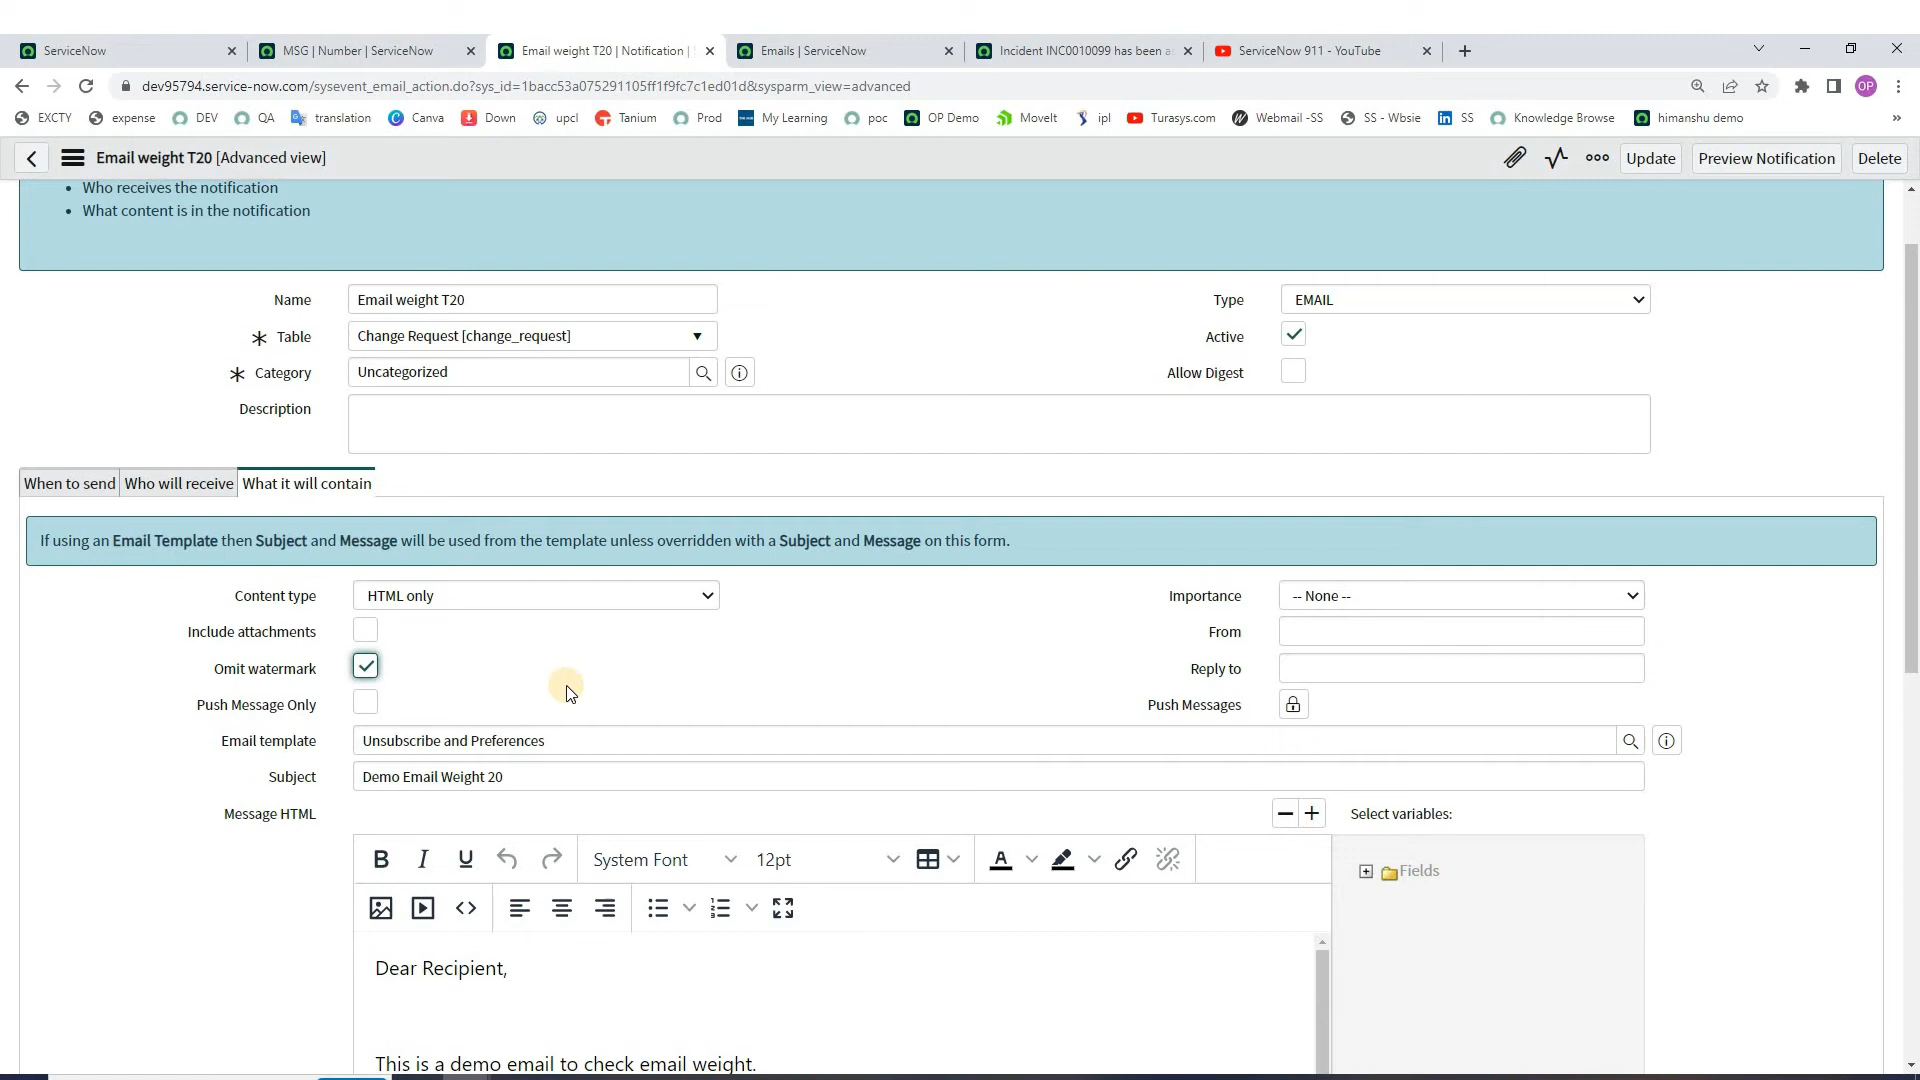 ServiceNow
MSG | Number | ServiceNow
Email weight T20 | Notification |
Emails | ServiceNow
Incident INC0010099 has been a
ServiceNow 911 - YouTube
dev95794.service-now.com/sysevent_email_action.do?sys_id=1bacc53a075291105ff1f9fc7c1ed01d&sysparm_view=advanced
OP
EXCTY
expense
DEV
QA
translation
Canva
Down
upcl
Tanium
Prod
My Learning
poc
OP Demo
MoveIt
ipl
Turasys.com
Webmail -SS
SS - Wbsie
SS
Knowledge Browse
himanshu demo
»
Email weight T20 [Advanced view]
Update
Preview Notification
Delete
• Who receives the notification
• What content is in the notification
Name
Email weight T20
Type
EMAIL
Table
Change Request [change_request]
Active
Category
Uncategorized
Allow Digest
Description
When to send
Who will receive
What it will contain
If using an Email Template then Subject and Message will be used from the template unless overridden with a Subject and Message on this form.
Content type
HTML only
Importance
-- None --
Include attachments
From
Omit watermark
Reply to
Push Message Only
Push Messages
Email template
Unsubscribe and Preferences
Subject
Demo Email Weight 20
Message HTML
Select variables:
B I U
System Font
12pt
A
Fields
Dear Recipient,
This is a demo email to check email weight.